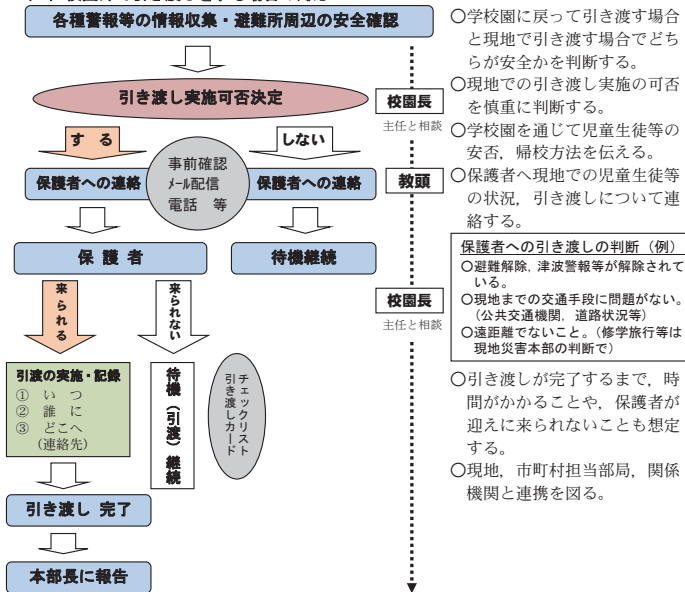 各種警報等の情報収集・避難所周辺の安全確認
引き渡し実施可否決定
校園長
主任と相談
す る
しない
事前確認
メール配信
電話 等
保護者への連絡
保護者への連絡
教頭
保 護 者
待機継続
来られる
来られない
校園長
主任と相談
引渡の実施・記録
① い つ
② 誰 に
③ どこへ
(連絡先)
待機(引渡)継続
チェックリスト
引き渡しカード
引き渡し 完了
本部長に報告
○学校園に戻って引き渡す場合
と現地で引き渡す場合でどち
らが安全かを判断する。
○現地での引き渡し実施の可否
を慎重に判断する。
○学校園を通じて児童生徒等の
安否,帰校方法を伝える。
○保護者へ現地での児童生徒等
の状況,引き渡しについて連
絡する。
保護者への引き渡しの判断(例)
○避難解除,津波警報等が解除されて
いる。
○現地までの交通手段に問題がない。
(公共交通機関,道路状況等)
○遠距離でないこと。(修学旅行等は
現地災害本部の判断で)
○引き渡しが完了するまで,時
間がかかることや,保護者が
迎えに来られないことも想定
する。
○現地,市町村担当部局,関係
機関と連携を図る。